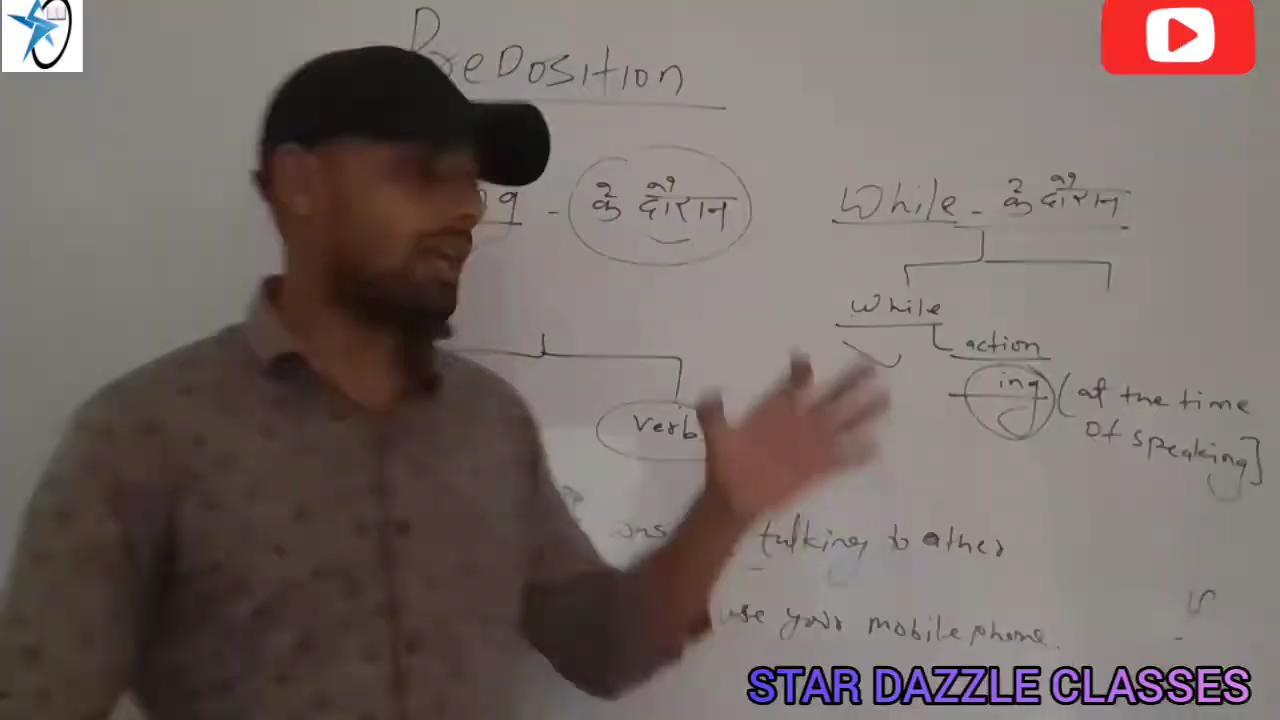 PrePosition
के दौरान
While - के दौरान
While
action
ing (at the time
of speaking]
verb
talking to other
use your mobile phone.
STAR DAZZLE CLASSES